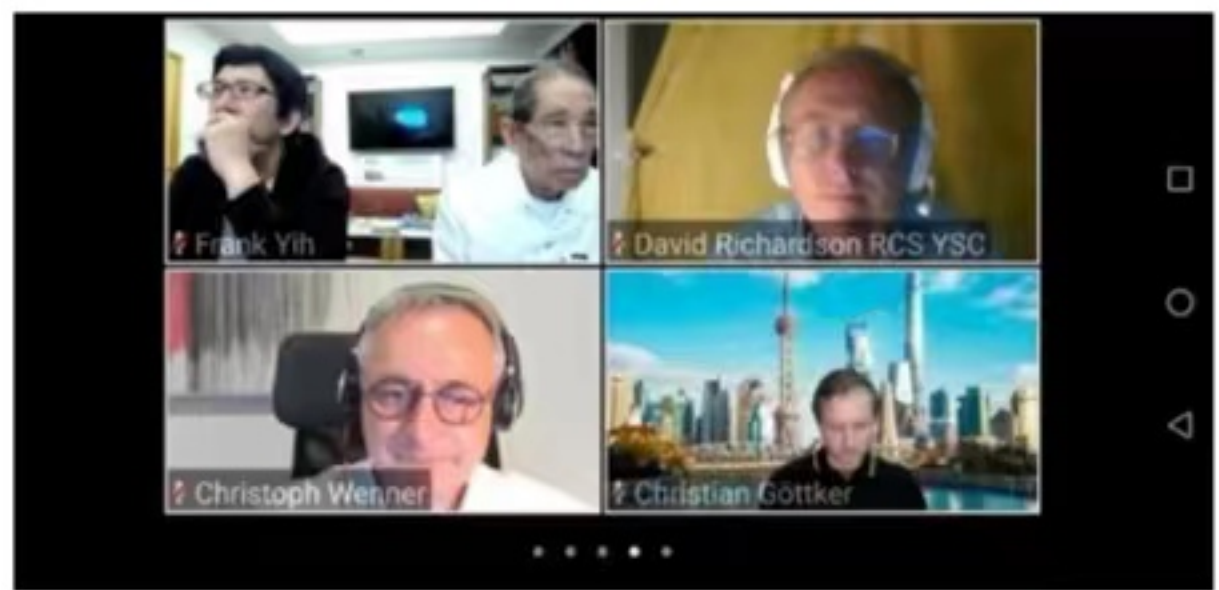 Frank Yih
David Richardson RCS YSC
Christoph Wenner
Christian Göttker